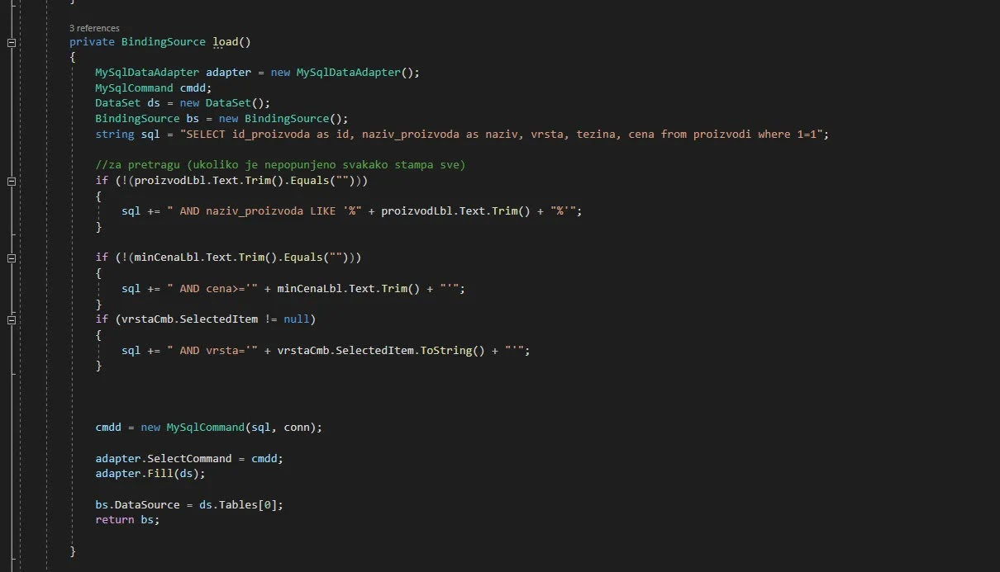 }
3 references
private BindingSource load()
{
MySqlDataAdapter adapter = new MySqlDataAdapter();
MySqlCommand cmdd;
DataSet ds = new DataSet();
BindingSource bs = new BindingSource();
string sql = "SELECT id_proizvoda as id, naziv_proizvoda as naziv, vrsta, tezina, cena from proizvodi where 1=1";
//za pretragu (ukoliko je nepopunjeno svakako stampa sve)
if (!(proizvodLbl.Text.Trim().Equals("")))
{
sql += " AND naziv_proizvoda LIKE '%" + proizvodLbl.Text.Trim() + "%'";
}
if (!(minCenaLbl.Text.Trim().Equals("")))
{
sql += " AND cena>='" + minCenaLbl.Text.Trim() + "'";
}
if (vrstaCmb.SelectedItem != null)
{
sql += " AND vrsta='" + vrstaCmb.SelectedItem.ToString() + "'";
}
cmdd = new MySqlCommand(sql, conn);
adapter.SelectCommand = cmdd;
adapter.Fill(ds);
bs.DataSource = ds.Tables[0];
return bs;
}